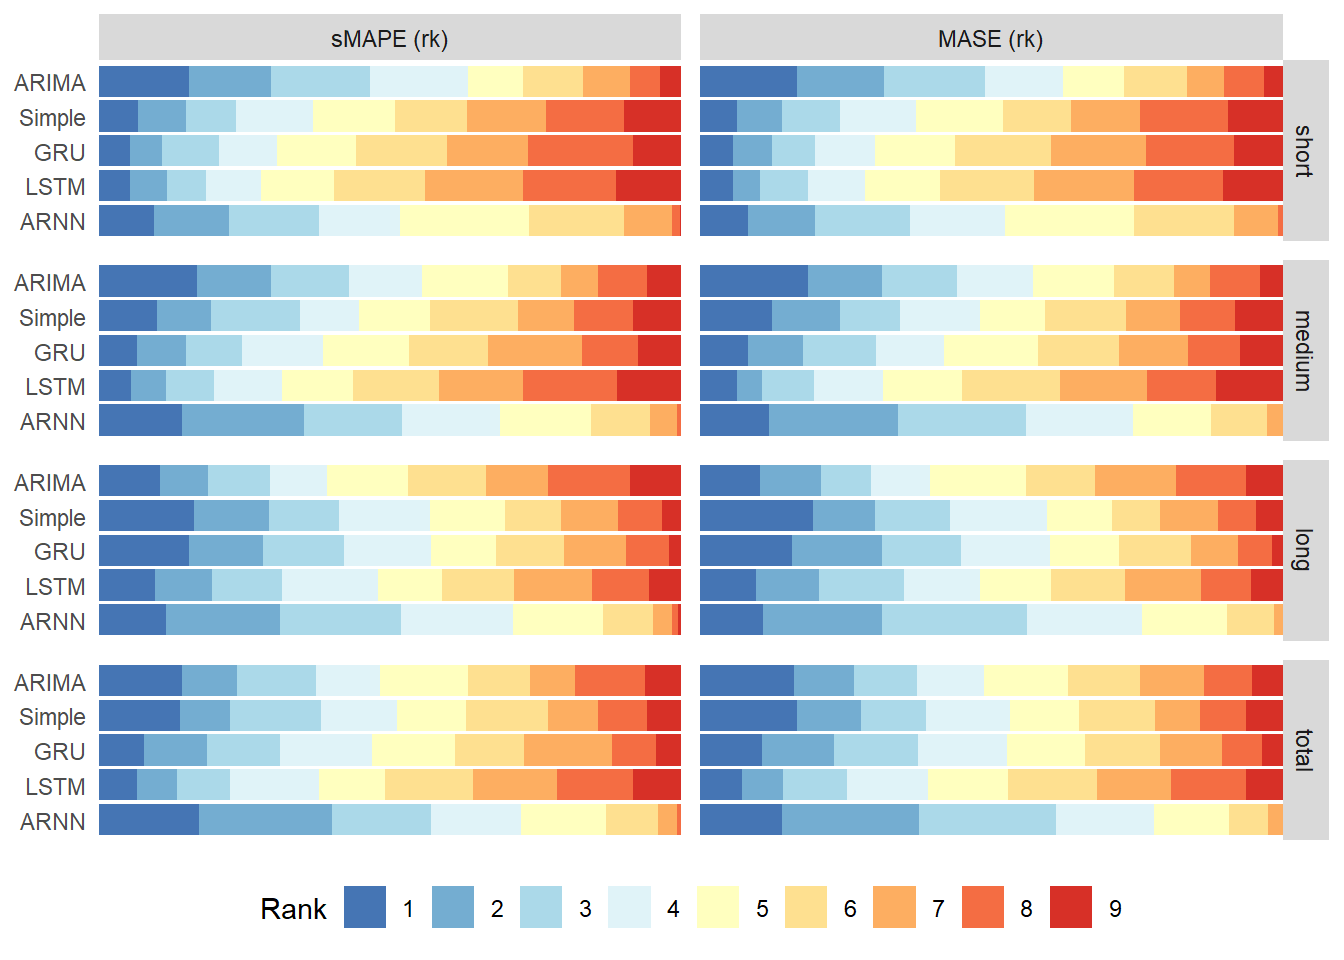 sMAPE (rk) MASE (rk)
ARIMA
Simple
GRU
LSTM
ARNN
short
ARIMA
Simple
GRU
LSTM
ARNN
medium
ARIMA
Simple
GRU
LSTM
ARNN
long
ARIMA
Simple
GRU
LSTM
ARNN
total
Rank 1 2 3 4 5 6 7 8 9